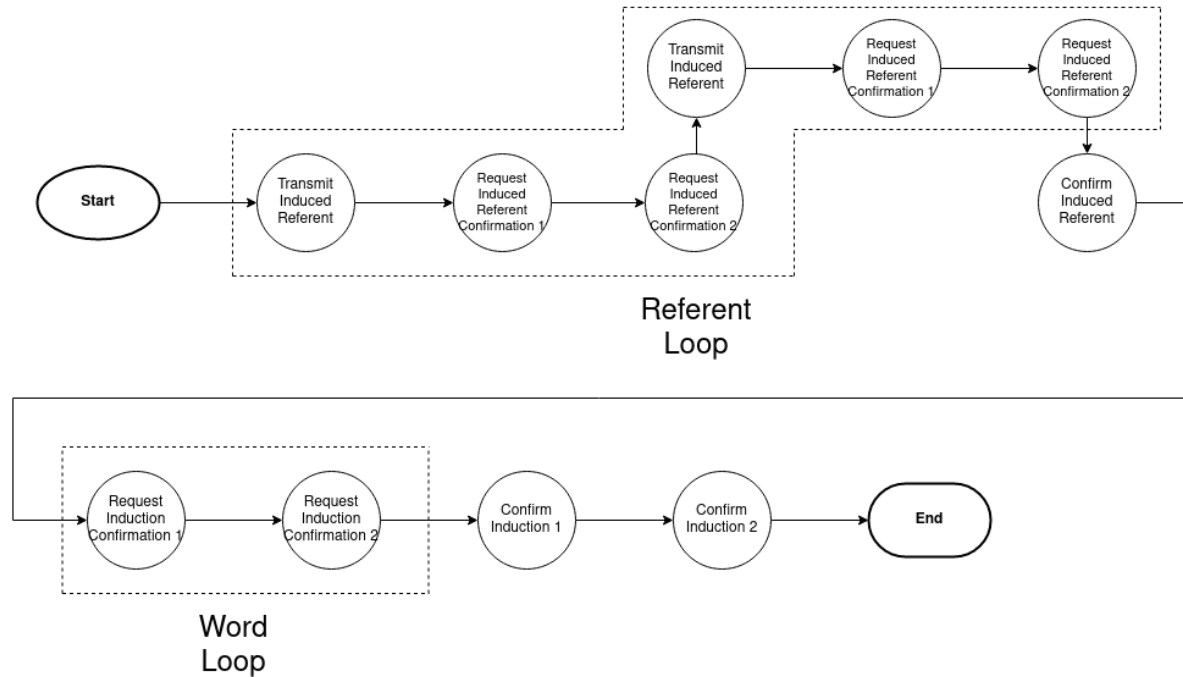 Start
Transmit
Induced
Referent
Request
Induced
Referent
Confirmation 1
Request
Induced
Referent
Confirmation 2
Transmit
Induced
Referent
Request
Induced
Referent
Confirmation 1
Request
Induced
Referent
Confirmation 2
Confirm
Induced
Referent
Referent
Loop
Request
Induction
Confirmation 1
Request
Induction
Confirmation 2
Confirm
Induction 1
Confirm
Induction 2
End
Word
Loop